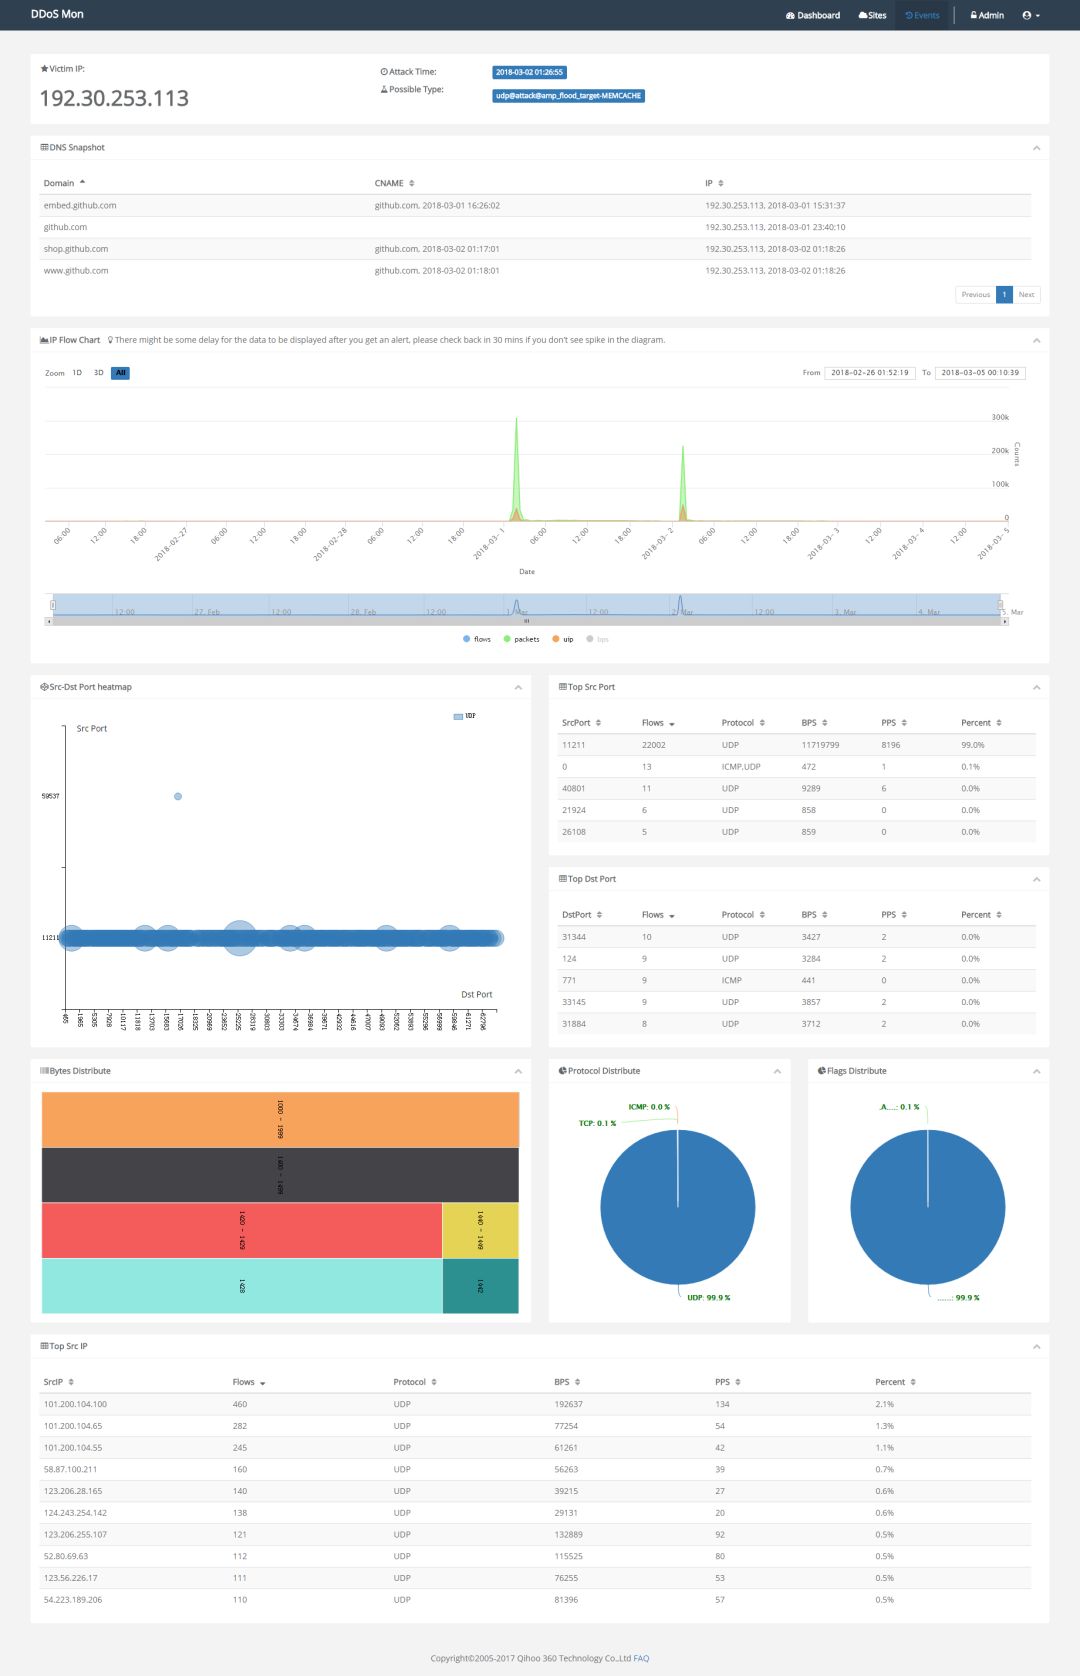 DDoS Mon
Dashboard Sites Events Admin
Victim IP:
192.30.253.113
Attack Time: 2018-03-02 01:26:55
Possible Type: udp@attack@amp_flood_target-MEMCACHE
DNS Snapshot
Domain CNAME IP
embed.github.com github.com, 2018-03-01 16:26:02 192.30.253.113, 2018-03-01 15:31:37
github.com 192.30.253.113, 2018-03-01 23:40:10
shop.github.com github.com, 2018-03-02 01:17:01 192.30.253.113, 2018-03-02 01:18:26
www.github.com github.com, 2018-03-02 01:18:01 192.30.253.113, 2018-03-02 01:18:26
Previous 1 Next
IP Flow Chart There might be some delay for the data to be displayed after you get an alert, please check back in 30 mins if you don't see spike in the diagram.
Zoom 1D 3D All From 2018-02-26 01:52:19 To 2018-03-05 00:10:39
300k
200k
100k
0
Counts
06:00 12:00 18:00 2018-02-27 06:00 12:00 18:00 2018-02-28 06:00 12:00 18:00 2018-03- 1 06:00 12:00 18:00 2018-03- 2 06:00 12:00 18:00 2018-03- 3 12:00 2018-03- 4 12:00 2018-03- 5
Date
12:00 27. Feb 12:00 28. Feb 12:00 1. Mar 12:00 2. Mar 12:00 3. Mar 4. Mar 5. Mar
flows packets uip bps
Src-Dst Port heatmap
UDP
Src Port
59537
11211
Dst Port
Top Src Port
SrcPort Flows Protocol BPS PPS Percent
11211 22002 UDP 11719799 8196 99.0%
0 13 ICMP,UDP 472 1 0.1%
40801 11 UDP 9289 6 0.0%
21924 6 UDP 858 0 0.0%
26108 5 UDP 859 0 0.0%
Top Dst Port
DstPort Flows Protocol BPS PPS Percent
31344 10 UDP 3427 2 0.0%
124 9 UDP 3284 2 0.0%
771 9 ICMP 441 0 0.0%
33145 9 UDP 3857 2 0.0%
31884 8 UDP 3712 2 0.0%
Bytes Distribute
1000 - 1999
1400 - 1499
1420 - 1429 1440 - 1449
1428 1442
Protocol Distribute
ICMP: 0.0 %
TCP: 0.1 %
UDP: 99.9 %
Flags Distribute
.A....: 0.1 %
......: 99.9 %
Top Src IP
SrcIP Flows Protocol BPS PPS Percent
101.200.104.100 460 UDP 192637 134 2.1%
101.200.104.65 282 UDP 77254 54 1.3%
101.200.104.55 245 UDP 61261 42 1.1%
58.87.100.211 160 UDP 56263 39 0.7%
123.206.28.165 140 UDP 39215 27 0.6%
124.243.254.142 138 UDP 29131 20 0.6%
123.206.255.107 121 UDP 132889 92 0.5%
52.80.69.63 112 UDP 115525 80 0.5%
123.56.226.17 111 UDP 76255 53 0.5%
54.223.189.206 110 UDP 81396 57 0.5%
Copyright©2005-2017 Qihoo 360 Technology Co.,Ltd FAQ